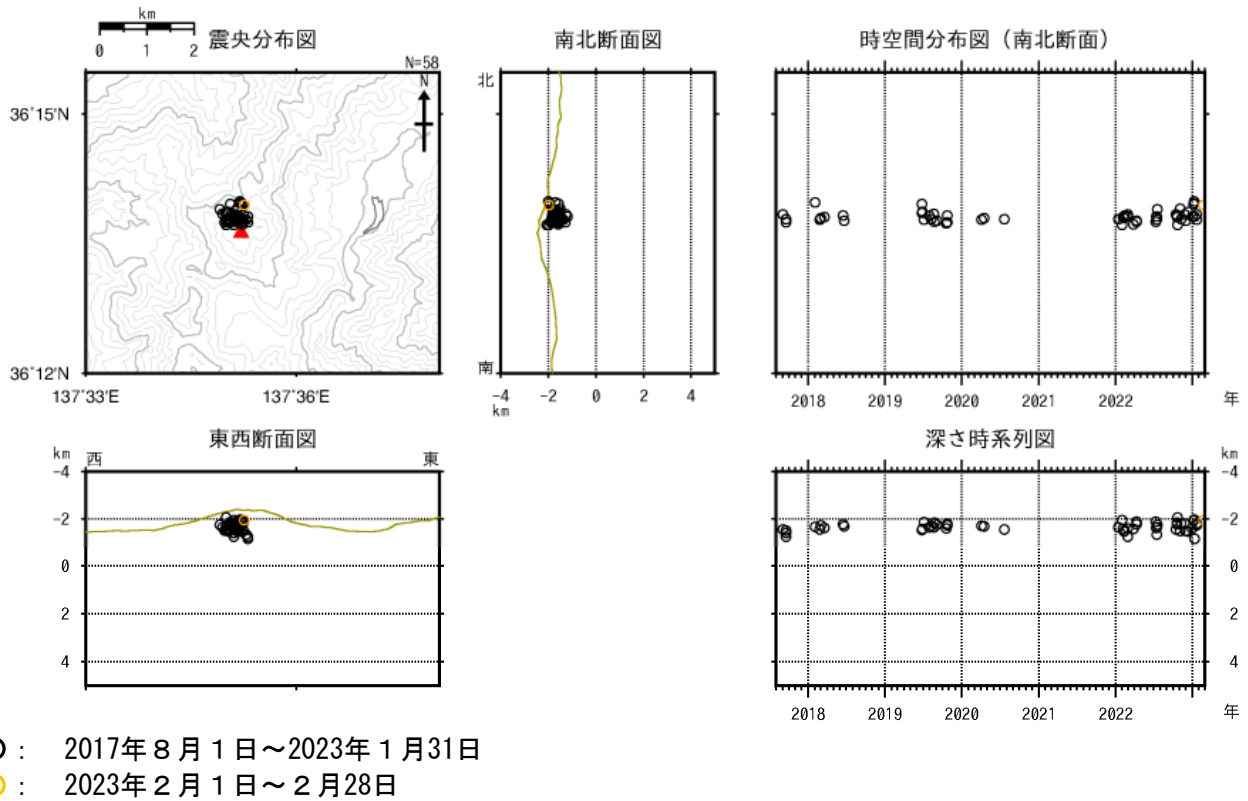 km
0 1 2
震央分布図
N=58
N
36°15'N
36°12'N
137°33'E 137°36'E
南北断面図
北
南
-4 -2 0 2 4
km
時空間分布図（南北断面）
2018 2019 2020 2021 2022 年
東西断面図
km 西 東
-4
-2
0
2
4
深さ時系列図
km
-4
-2
0
2
4
2018 2019 2020 2021 2022 年
： 2017年８月１日～2023年１月31日
： 2023年２月１日～２月28日